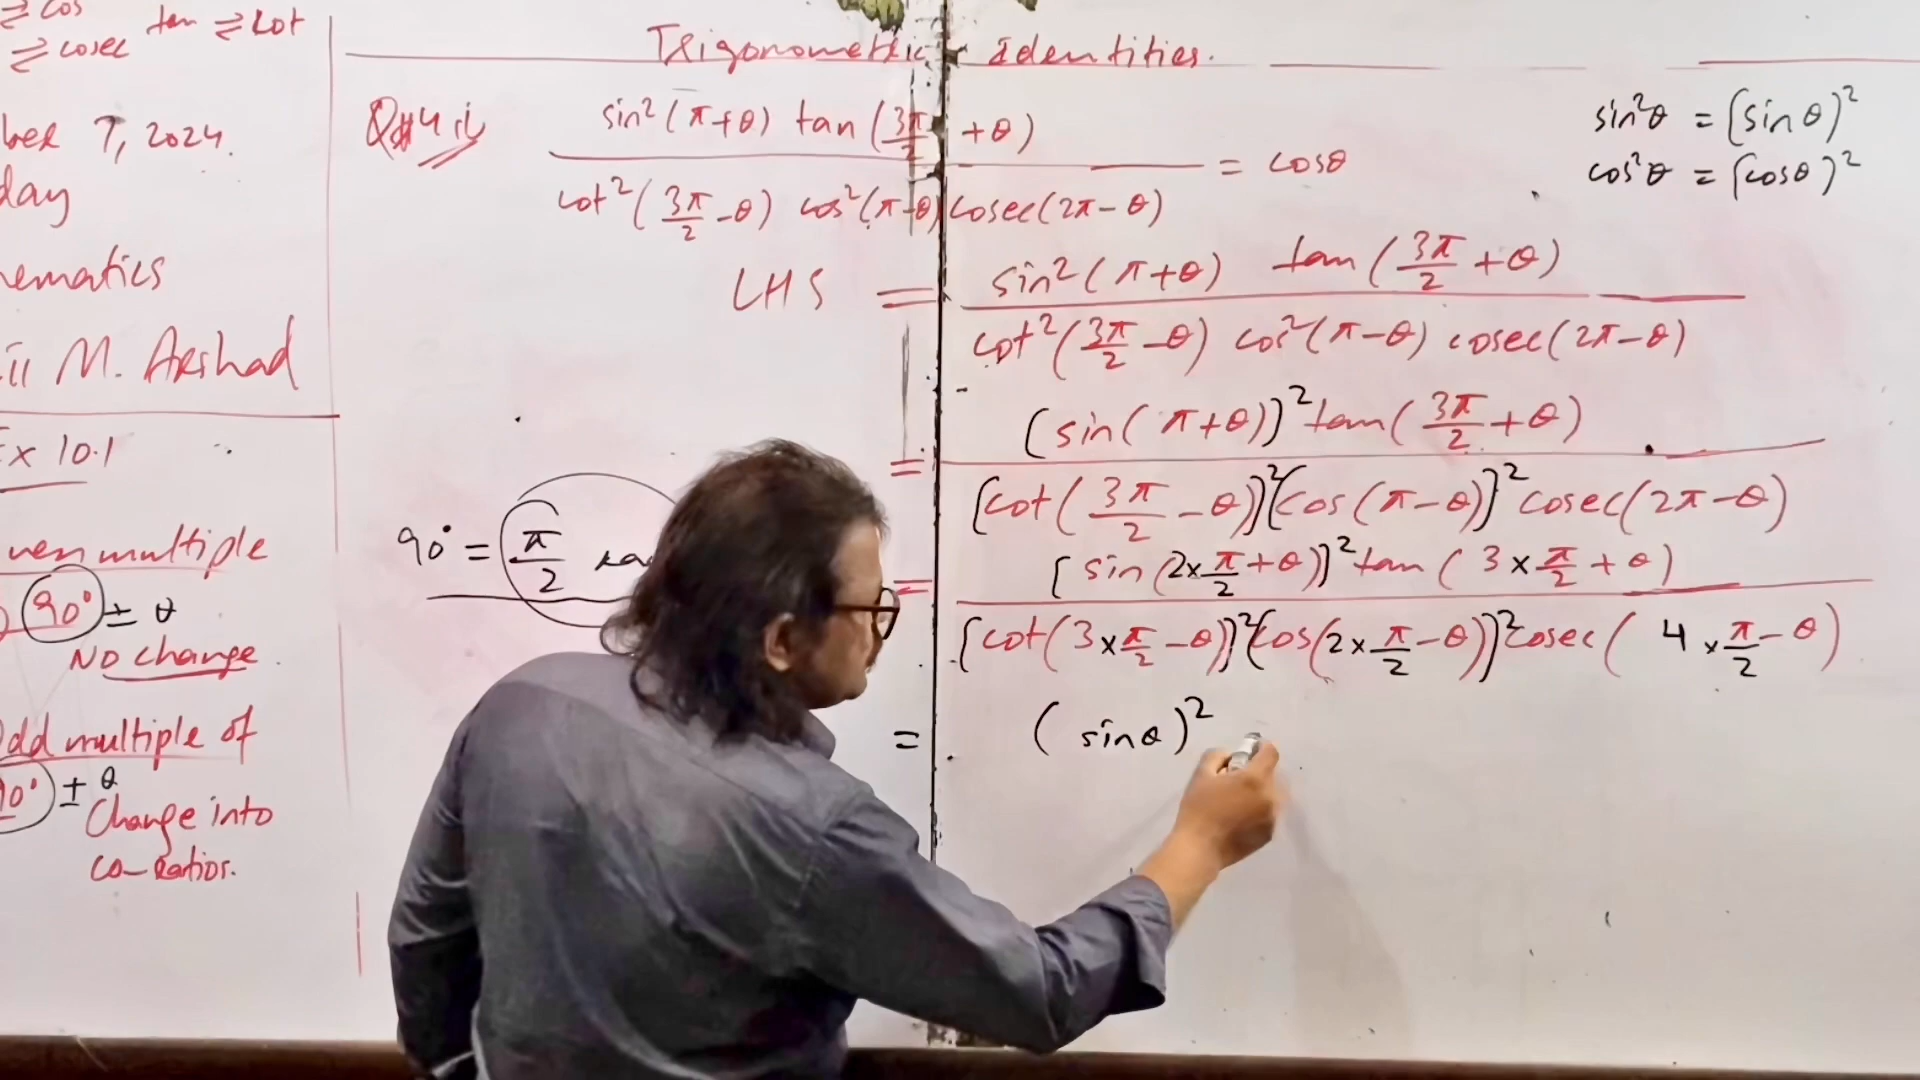 ⇌ cos tan ⇌ cot
⇌ cosec
7, 2024.
day
ematics
M. Arshad
Ex 10.1
multiple
90° ± θ
No change
odd multiple of
90° ± θ
Change into
co-ratios.
Trigonometric identities.
Q#4 ii
sin²(π+θ) tan(3π/2 +θ)
= cosθ
cot²(3π/2 -θ) cos²(π-θ) cosec(2π-θ)
sin²θ = (sinθ)²
cos²θ = (cosθ)²
LHS = sin²(π+θ) tan(3π/2 +θ)
cot²(3π/2 -θ) cos²(π-θ) cosec(2π-θ)
= [sin(π+θ)]² tan(3π/2 +θ)
[cot(3π/2 -θ)]² [cos(π-θ)]² cosec(2π-θ)
90° = π/2
= [sin(2×π/2+θ)]² tan(3×π/2+θ)
[cot(3×π/2-θ)]² [cos(2×π/2-θ)]² cosec(4×π/2-θ)
= (sinθ)²